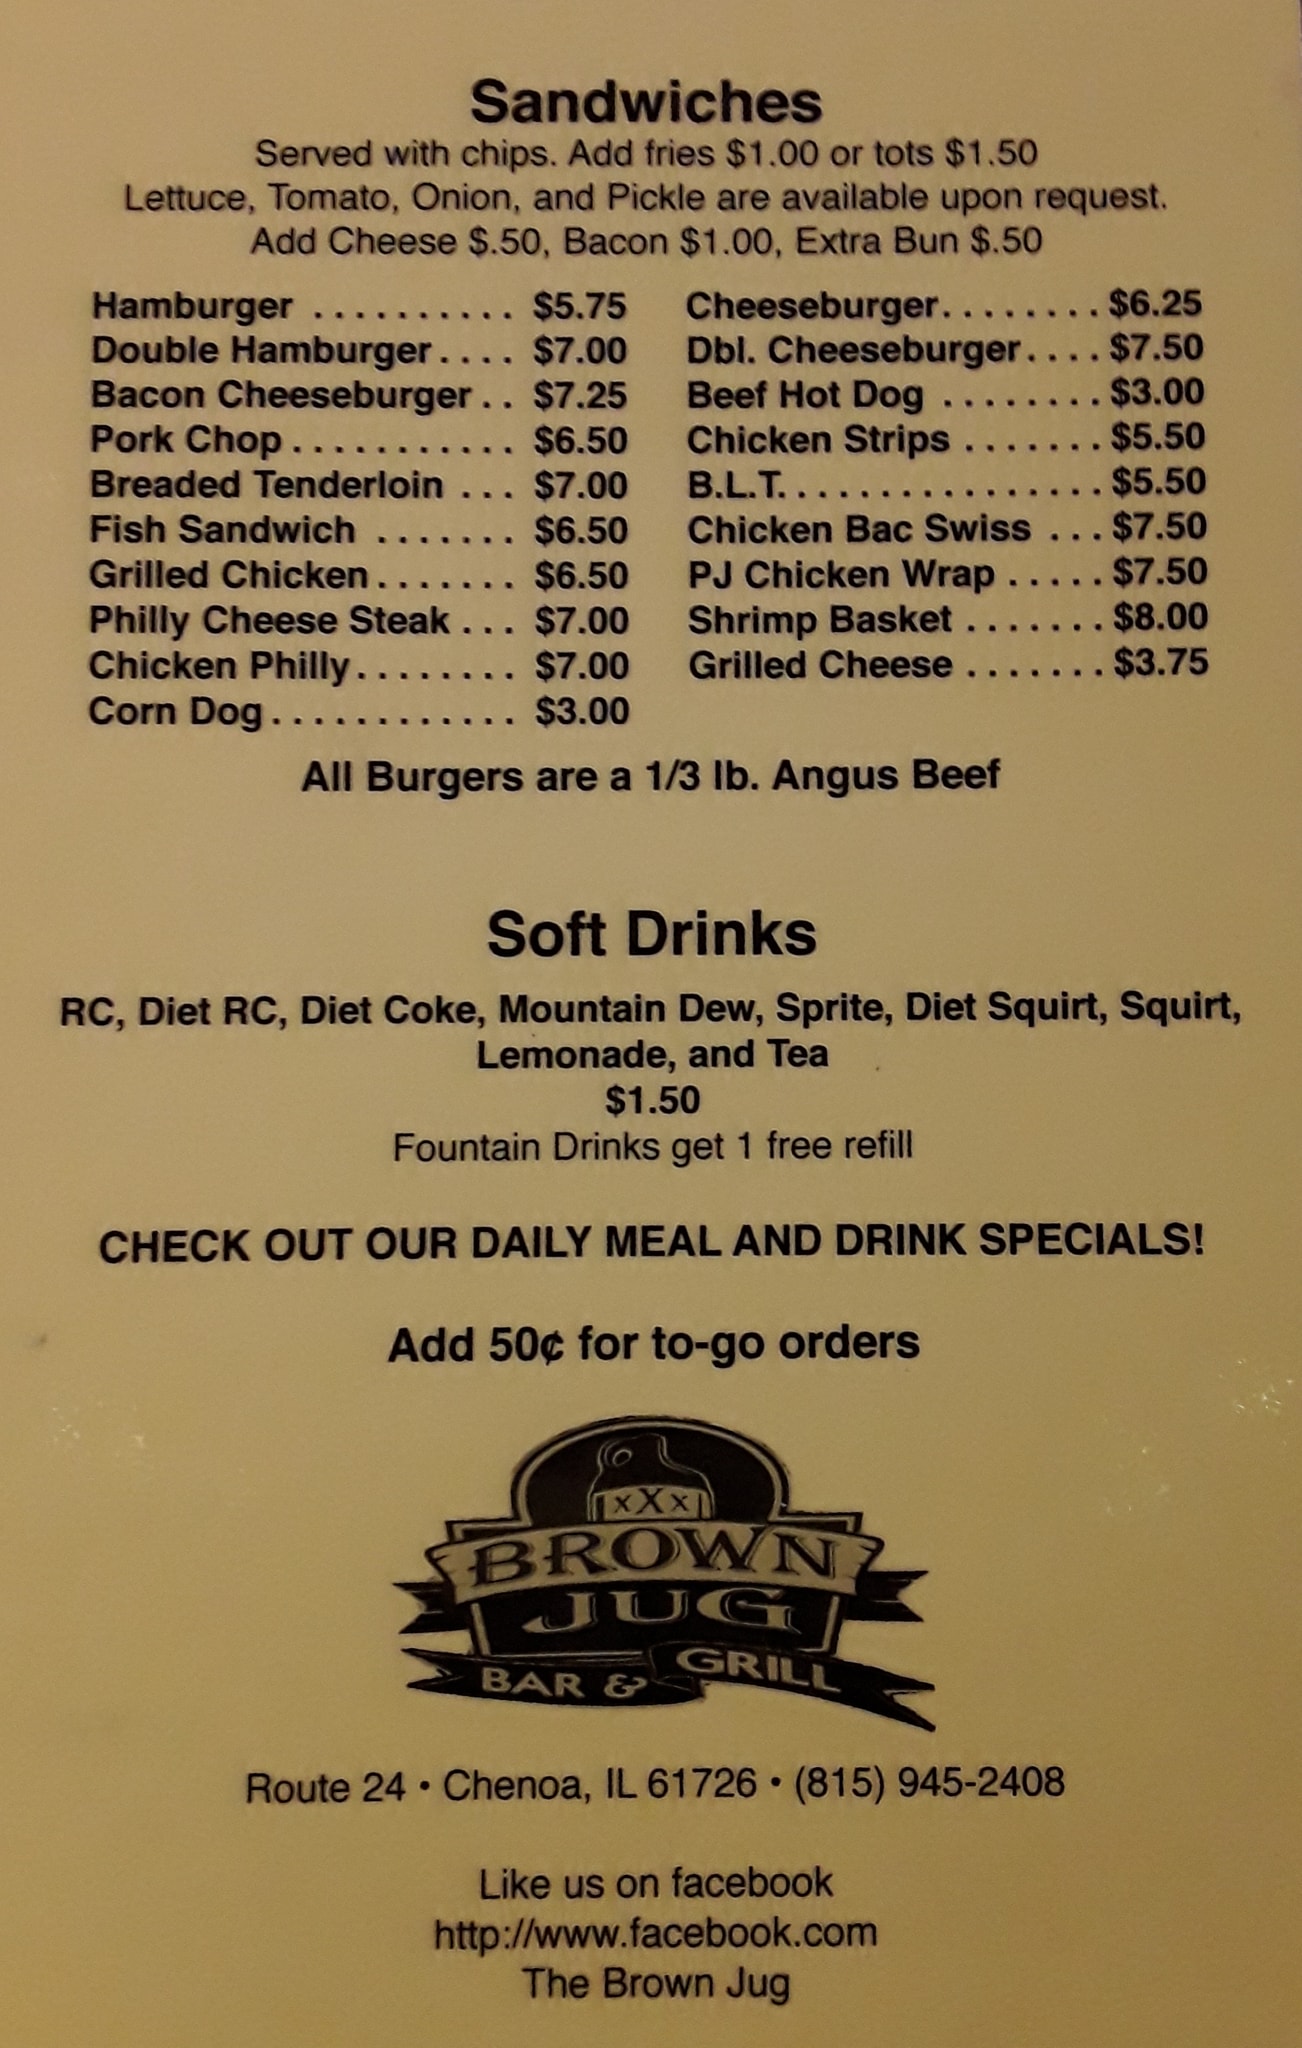 Sandwiches
Served with chips. Add fries $1.00 or tots $1.50
Lettuce, Tomato, Onion, and Pickle are available upon request.
Add Cheese $.50, Bacon $1.00, Extra Bun $.50
Hamburger .......... $5.75
Double Hamburger.... $7.00
Bacon Cheeseburger.. $7.25
Pork Chop........... $6.50
Breaded Tenderloin ... $7.00
Fish Sandwich ....... $6.50
Grilled Chicken....... $6.50
Philly Cheese Steak... $7.00
Chicken Philly........ $7.00
Corn Dog............ $3.00
Cheeseburger........ $6.25
Dbl. Cheeseburger.... $7.50
Beef Hot Dog ........ $3.00
Chicken Strips ....... $5.50
B.L.T................ $5.50
Chicken Bac Swiss ... $7.50
PJ Chicken Wrap ..... $7.50
Shrimp Basket ....... $8.00
Grilled Cheese ....... $3.75
All Burgers are a 1/3 lb. Angus Beef
Soft Drinks
RC, Diet RC, Diet Coke, Mountain Dew, Sprite, Diet Squirt, Squirt,
Lemonade, and Tea
$1.50
Fountain Drinks get 1 free refill
CHECK OUT OUR DAILY MEAL AND DRINK SPECIALS!
Add 50¢ for to-go orders
xXx
BROWN
JUG
BAR & GRILL
Route 24 • Chenoa, IL 61726 • (815) 945-2408
Like us on facebook
http://www.facebook.com
The Brown Jug